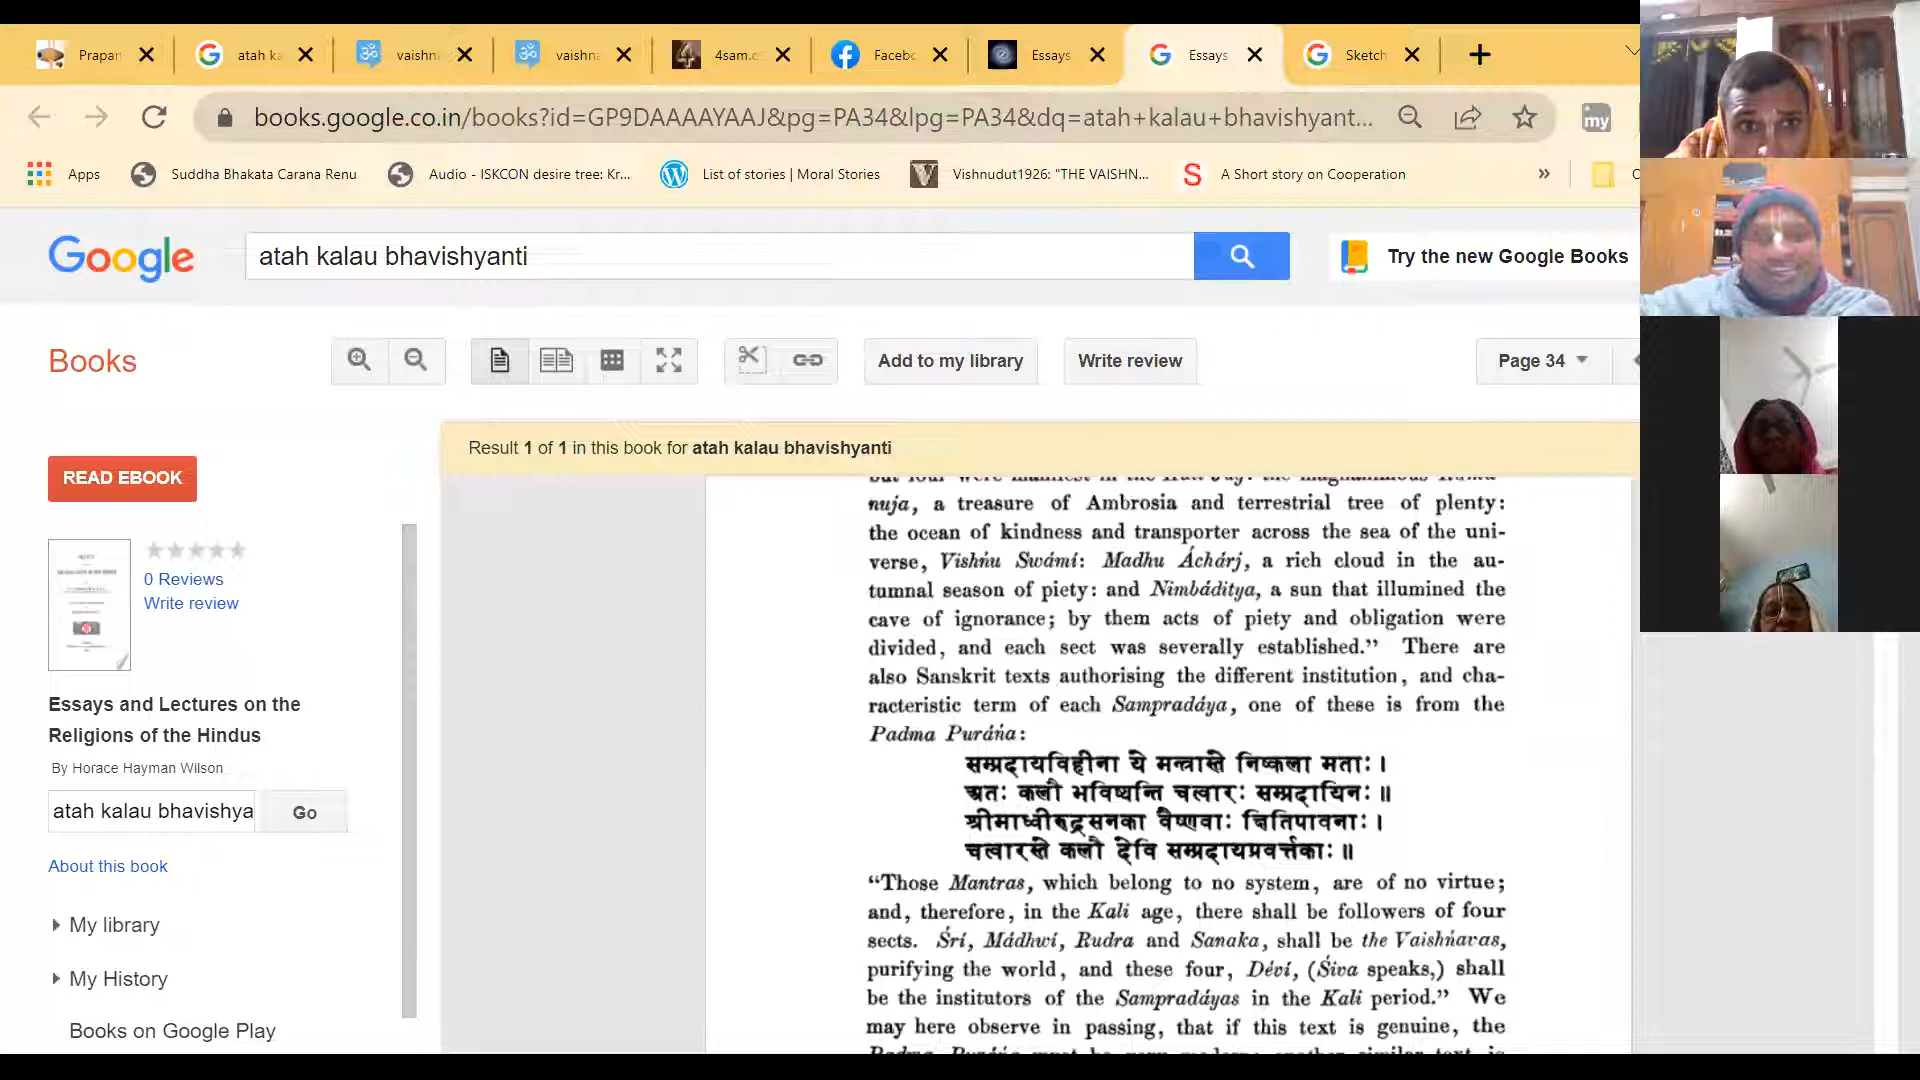 Prapan
atah ka
vaishna
vaishna
4sam.c
Facebo
Essays
Essays
Sketch
books.google.co.in/books?id=GP9DAAAAYAAJ&pg=PA34&lpg=PA34&dq=atah+kalau+bhavishyant...
my
Apps
Suddha Bhakata Carana Renu
Audio - ISKCON desire tree: Kr...
List of stories | Moral Stories
Vishnudut1926: "THE VAISHN...
A Short story on Cooperation
»
Google
atah kalau bhavishyanti
Try the new Google Books
Books
Add to my library
Write review
Page 34
Result 1 of 1 in this book for atah kalau bhavishyanti
READ EBOOK
0 Reviews
Write review
Essays and Lectures on the
Religions of the Hindus
By Horace Hayman Wilson
atah kalau bhavishya
Go
About this book
My library
My History
Books on Google Play
nuja, a treasure of Ambrosia and terrestrial tree of plenty:
the ocean of kindness and transporter across the sea of the uni-
verse, Vishńu Swámí: Madhu Áchárj, a rich cloud in the au-
tumnal season of piety: and Nimbáditya, a sun that illumined the
cave of ignorance; by them acts of piety and obligation were
divided, and each sect was severally established.” There are
also Sanskrit texts authorising the different institution, and cha-
racteristic term of each Sampradáya, one of these is from the
Padma Puráńa:
सम्प्रदायविहीना ये मन्त्रास्ते निष्फला मताः ।
अतः कलौ भविष्यन्ति चत्वारः सम्प्रदायिनः ॥
श्रीमाध्वीरुद्रसनका वैष्णवाः क्षितिपावनाः ।
चत्वारस्ते कलौ देवि सम्प्रदायप्रवर्त्तकाः ॥
“Those Mantras, which belong to no system, are of no virtue;
and, therefore, in the Kali age, there shall be followers of four
sects. Śrí, Mádhwí, Rudra and Sanaka, shall be the Vaishńavas,
purifying the world, and these four, Déví, (Śiva speaks,) shall
be the institutors of the Sampradáyas in the Kali period.” We
may here observe in passing, that if this text is genuine, the